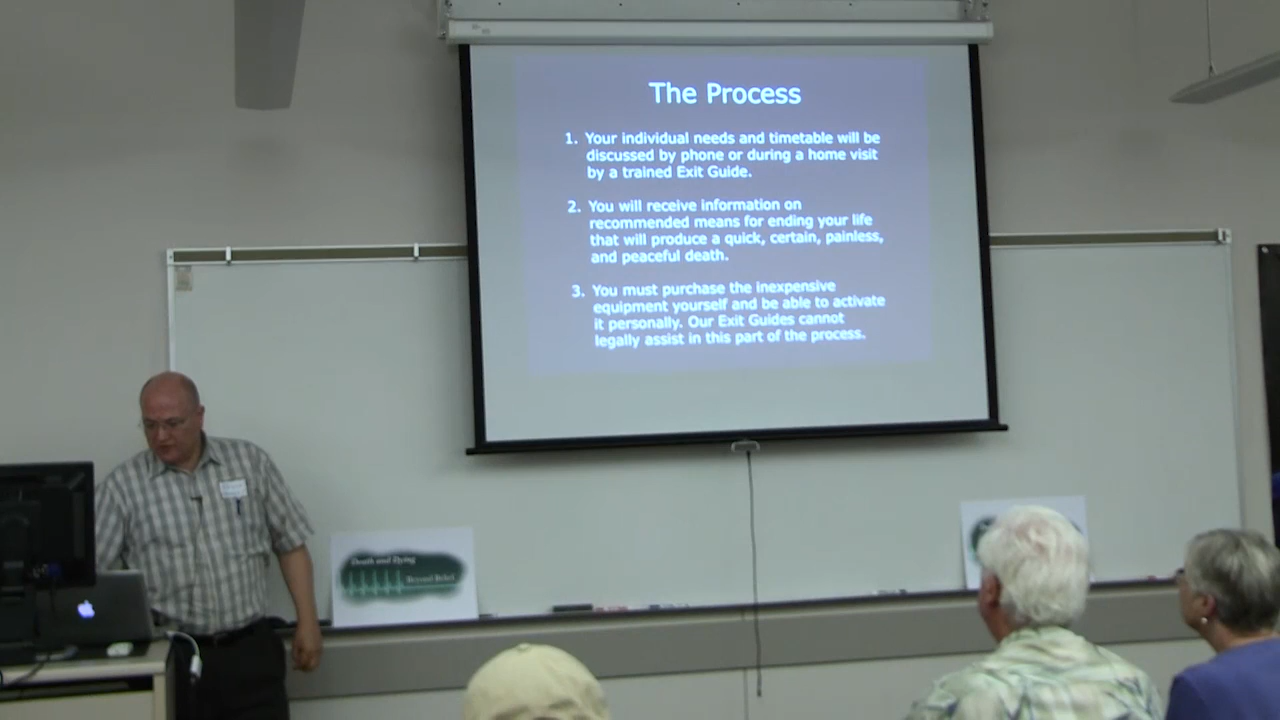 The Process
1. Your individual needs and timetable will be
discussed by phone or during a home visit
by a trained Exit Guide.
2. You will receive information on
recommended means for ending your life
that will produce a quick, certain, painless,
and peaceful death.
3. You must purchase the inexpensive
equipment yourself and be able to activate
it personally. Our Exit Guides cannot
legally assist in this part of the process.
Death and Dying
Beyond Belief